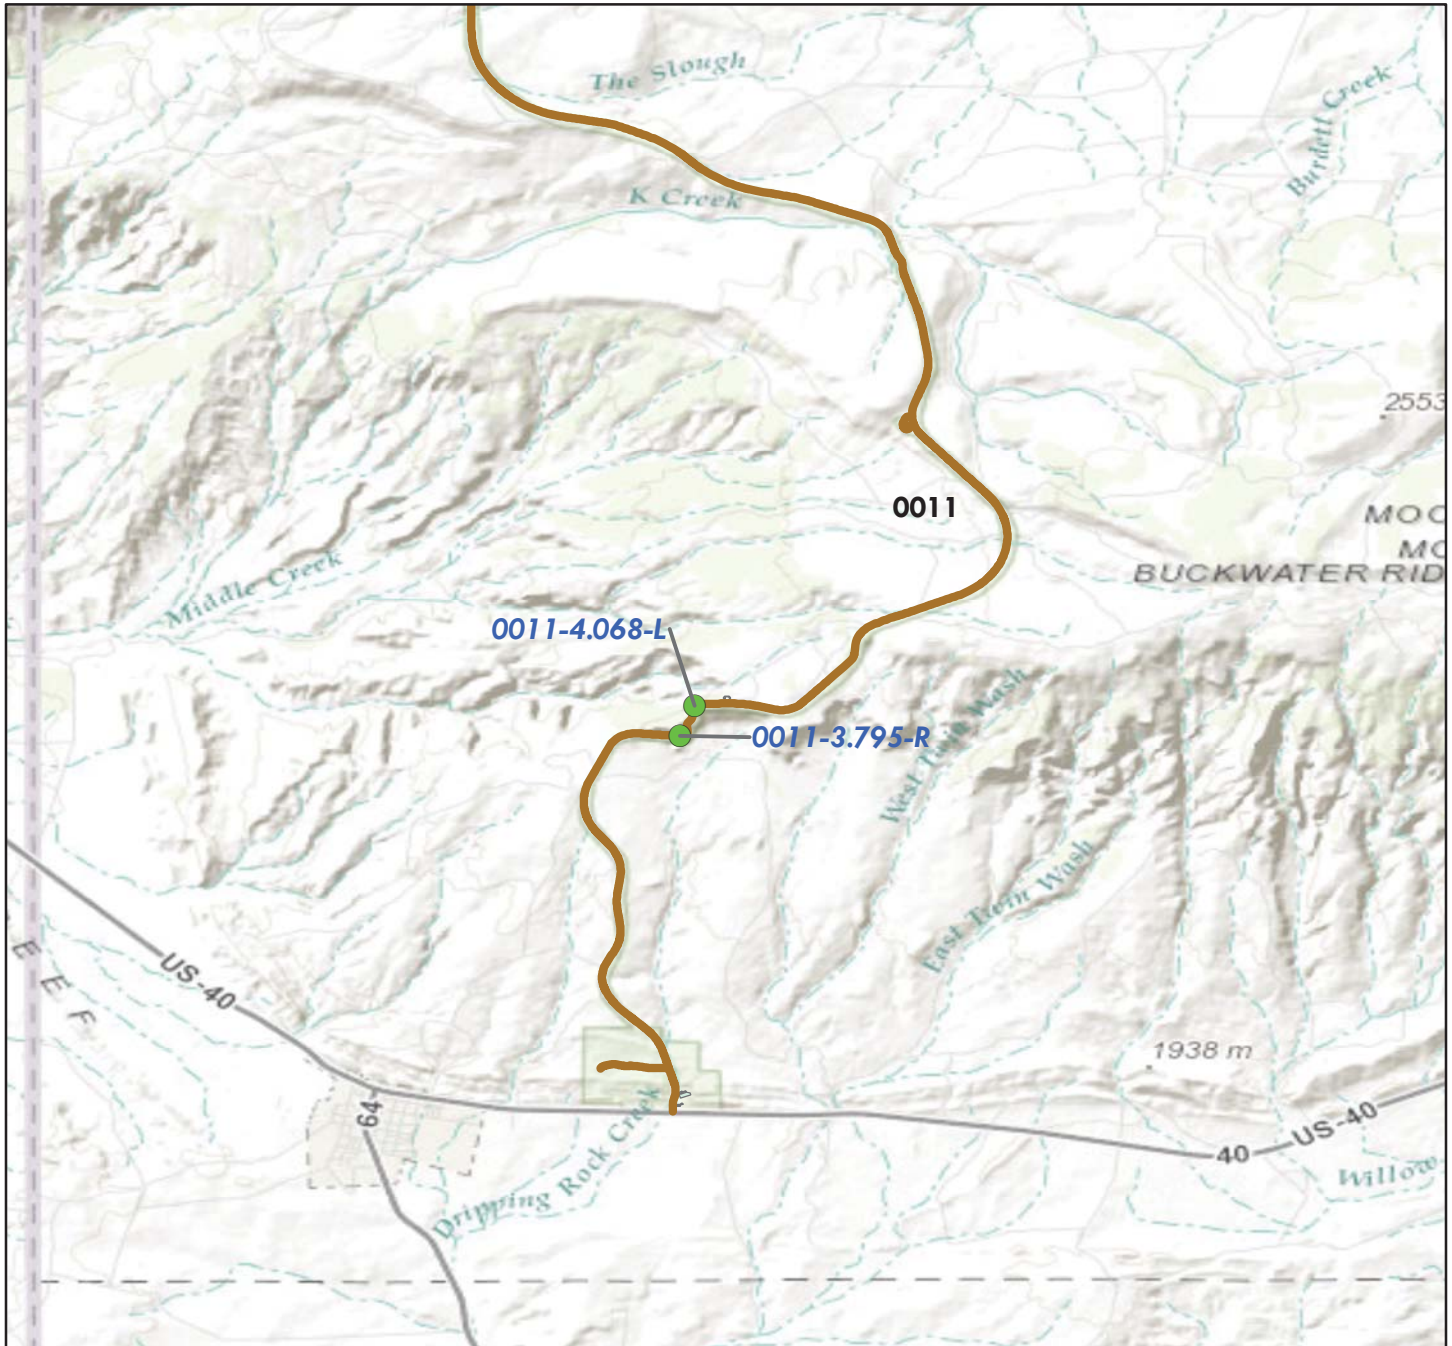 The Slough
Burdett Creek
K Creek
2553
0011
MOO
MO
BUCKWATER RID
Middle Creek
0011-4.068-L
0011-3.795-R
West Twin Wash
East Twin Wash
E E F
US-40
1938 m
64
Dripping Rock Creek
40
US-40
Willow